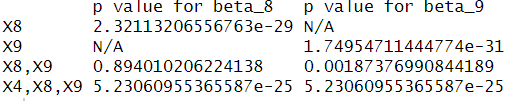 p value for beta_8 p value for beta_9
X8 2.32113206556763e-29 N/A
X9 N/A 1.74954711444774e-31
X8,X9 0.894010206224138 0.00187376990844189
X4,X8,X9 5.23060955365587e-25 5.23060955365587e-25